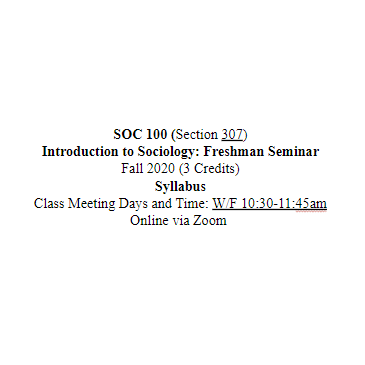 SOC 100 (Section 307)
Introduction to Sociology: Freshman Seminar
Fall 2020 (3 Credits)
Syllabus
Class Meeting Days and Time: W/F 10:30-11:45am
Online via Zoom